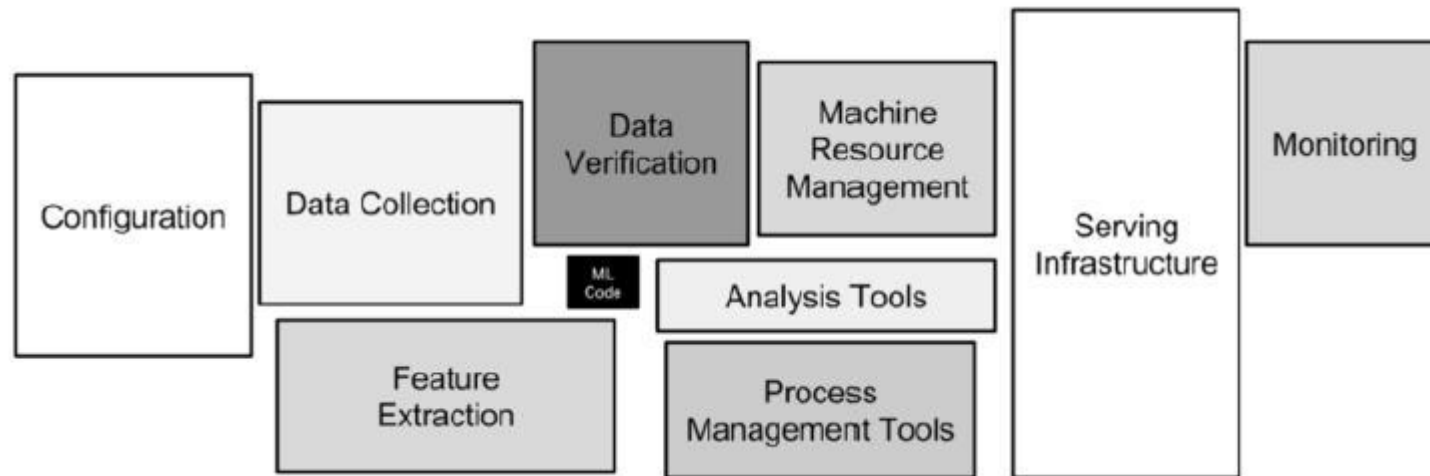 Configuration
Data Collection
Data
Verification
Machine
Resource
Management
Serving
Infrastructure
Monitoring
ML
Code
Analysis Tools
Feature
Extraction
Process
Management Tools